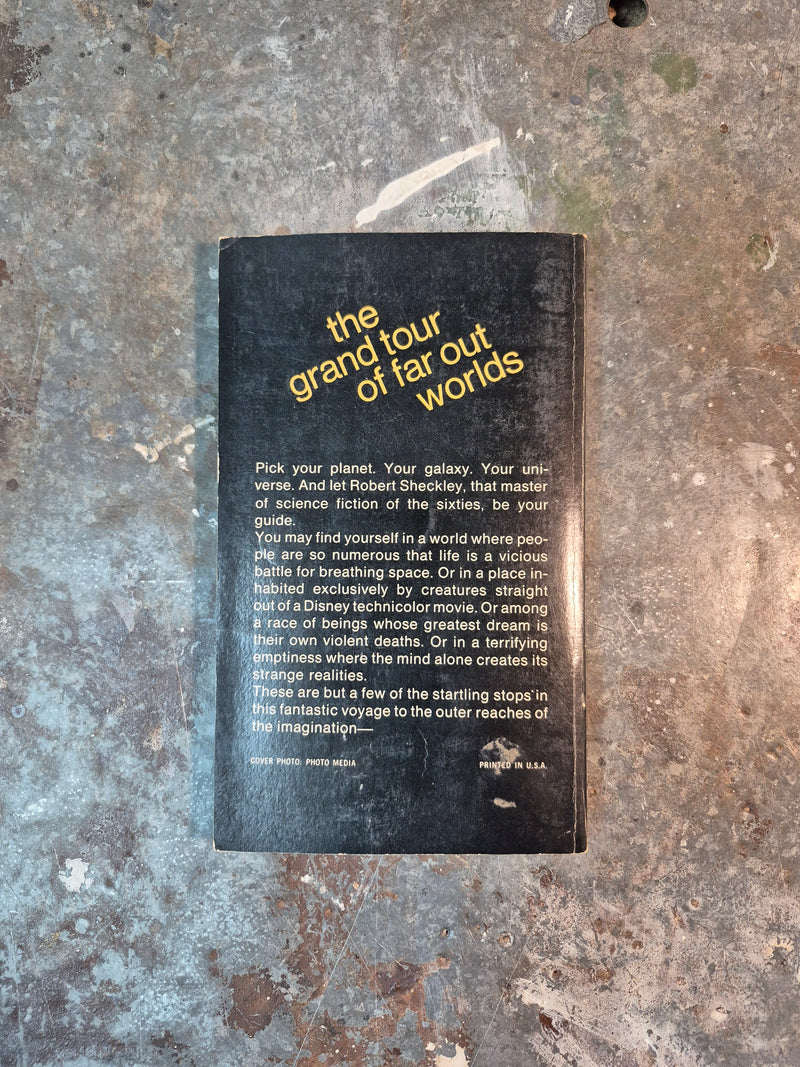 the
grand tour
of far out
worlds
Pick your planet. Your galaxy. Your uni-
verse. And let Robert Sheckley, that master
of science fiction of the sixties, be your
guide.
You may find yourself in a world where peo-
ple are so numerous that life is a vicious
battle for breathing space. Or in a place in-
habited exclusively by creatures straight
out of a Disney technicolor movie. Or among
a race of beings whose greatest dream is
their own violent deaths. Or in a terrifying
emptiness where the mind alone creates its
strange realities.
These are but a few of the startling stops in
this fantastic voyage to the outer reaches of
the imagination—
COVER PHOTO: PHOTO MEDIA
PRINTED IN U.S.A.